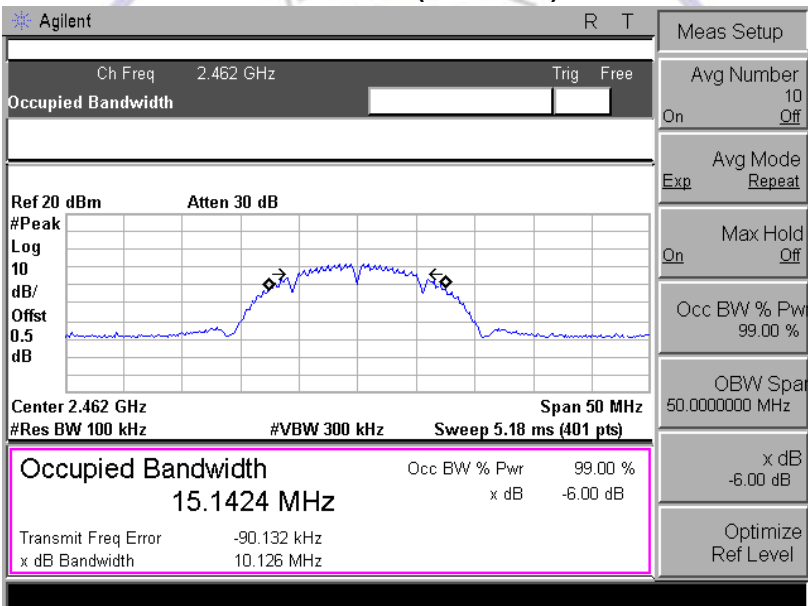 Agilent R T
Ch Freq 2.462 GHz Trig Free
Occupied Bandwidth
Ref 20 dBm Atten 30 dB
#Peak
Log
10
dB/
Offst
0.5
dB
Center 2.462 GHz Span 50 MHz
#Res BW 100 kHz #VBW 300 kHz Sweep 5.18 ms (401 pts)
Occupied Bandwidth Occ BW % Pwr 99.00 %
15.1424 MHz x dB -6.00 dB
Transmit Freq Error -90.132 kHz
x dB Bandwidth 10.126 MHz
Meas Setup
Avg Number
10
On Off
Avg Mode
Exp Repeat
Max Hold
On Off
Occ BW % Pwr
99.00 %
OBW Span
50.0000000 MHz
x dB
-6.00 dB
Optimize
Ref Level